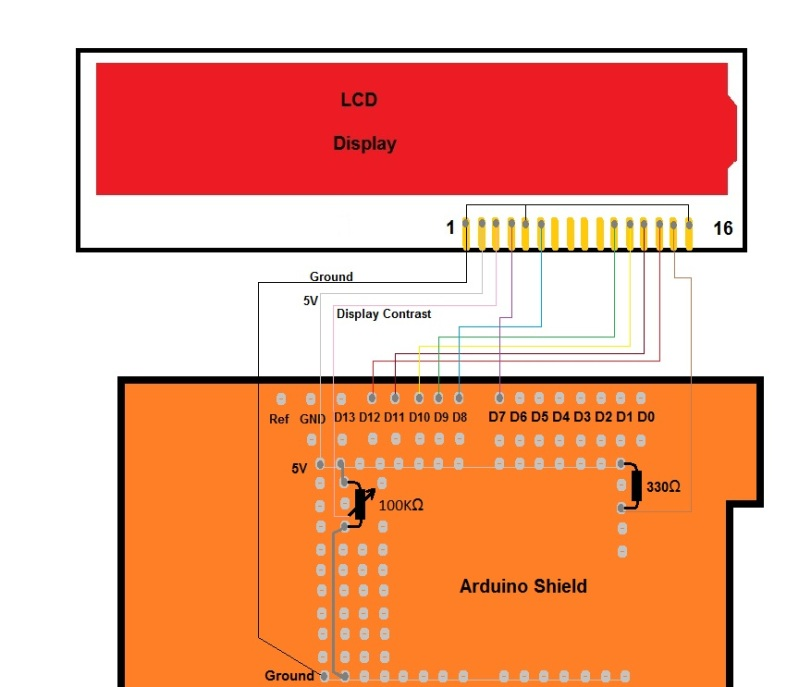 LCD
Display
1 16
Ground
5V
Display Contrast
Ref GND D13 D12 D11 D10 D9 D8 D7 D6 D5 D4 D3 D2 D1 D0
5V
330Ω
100KΩ
Arduino Shield
Ground